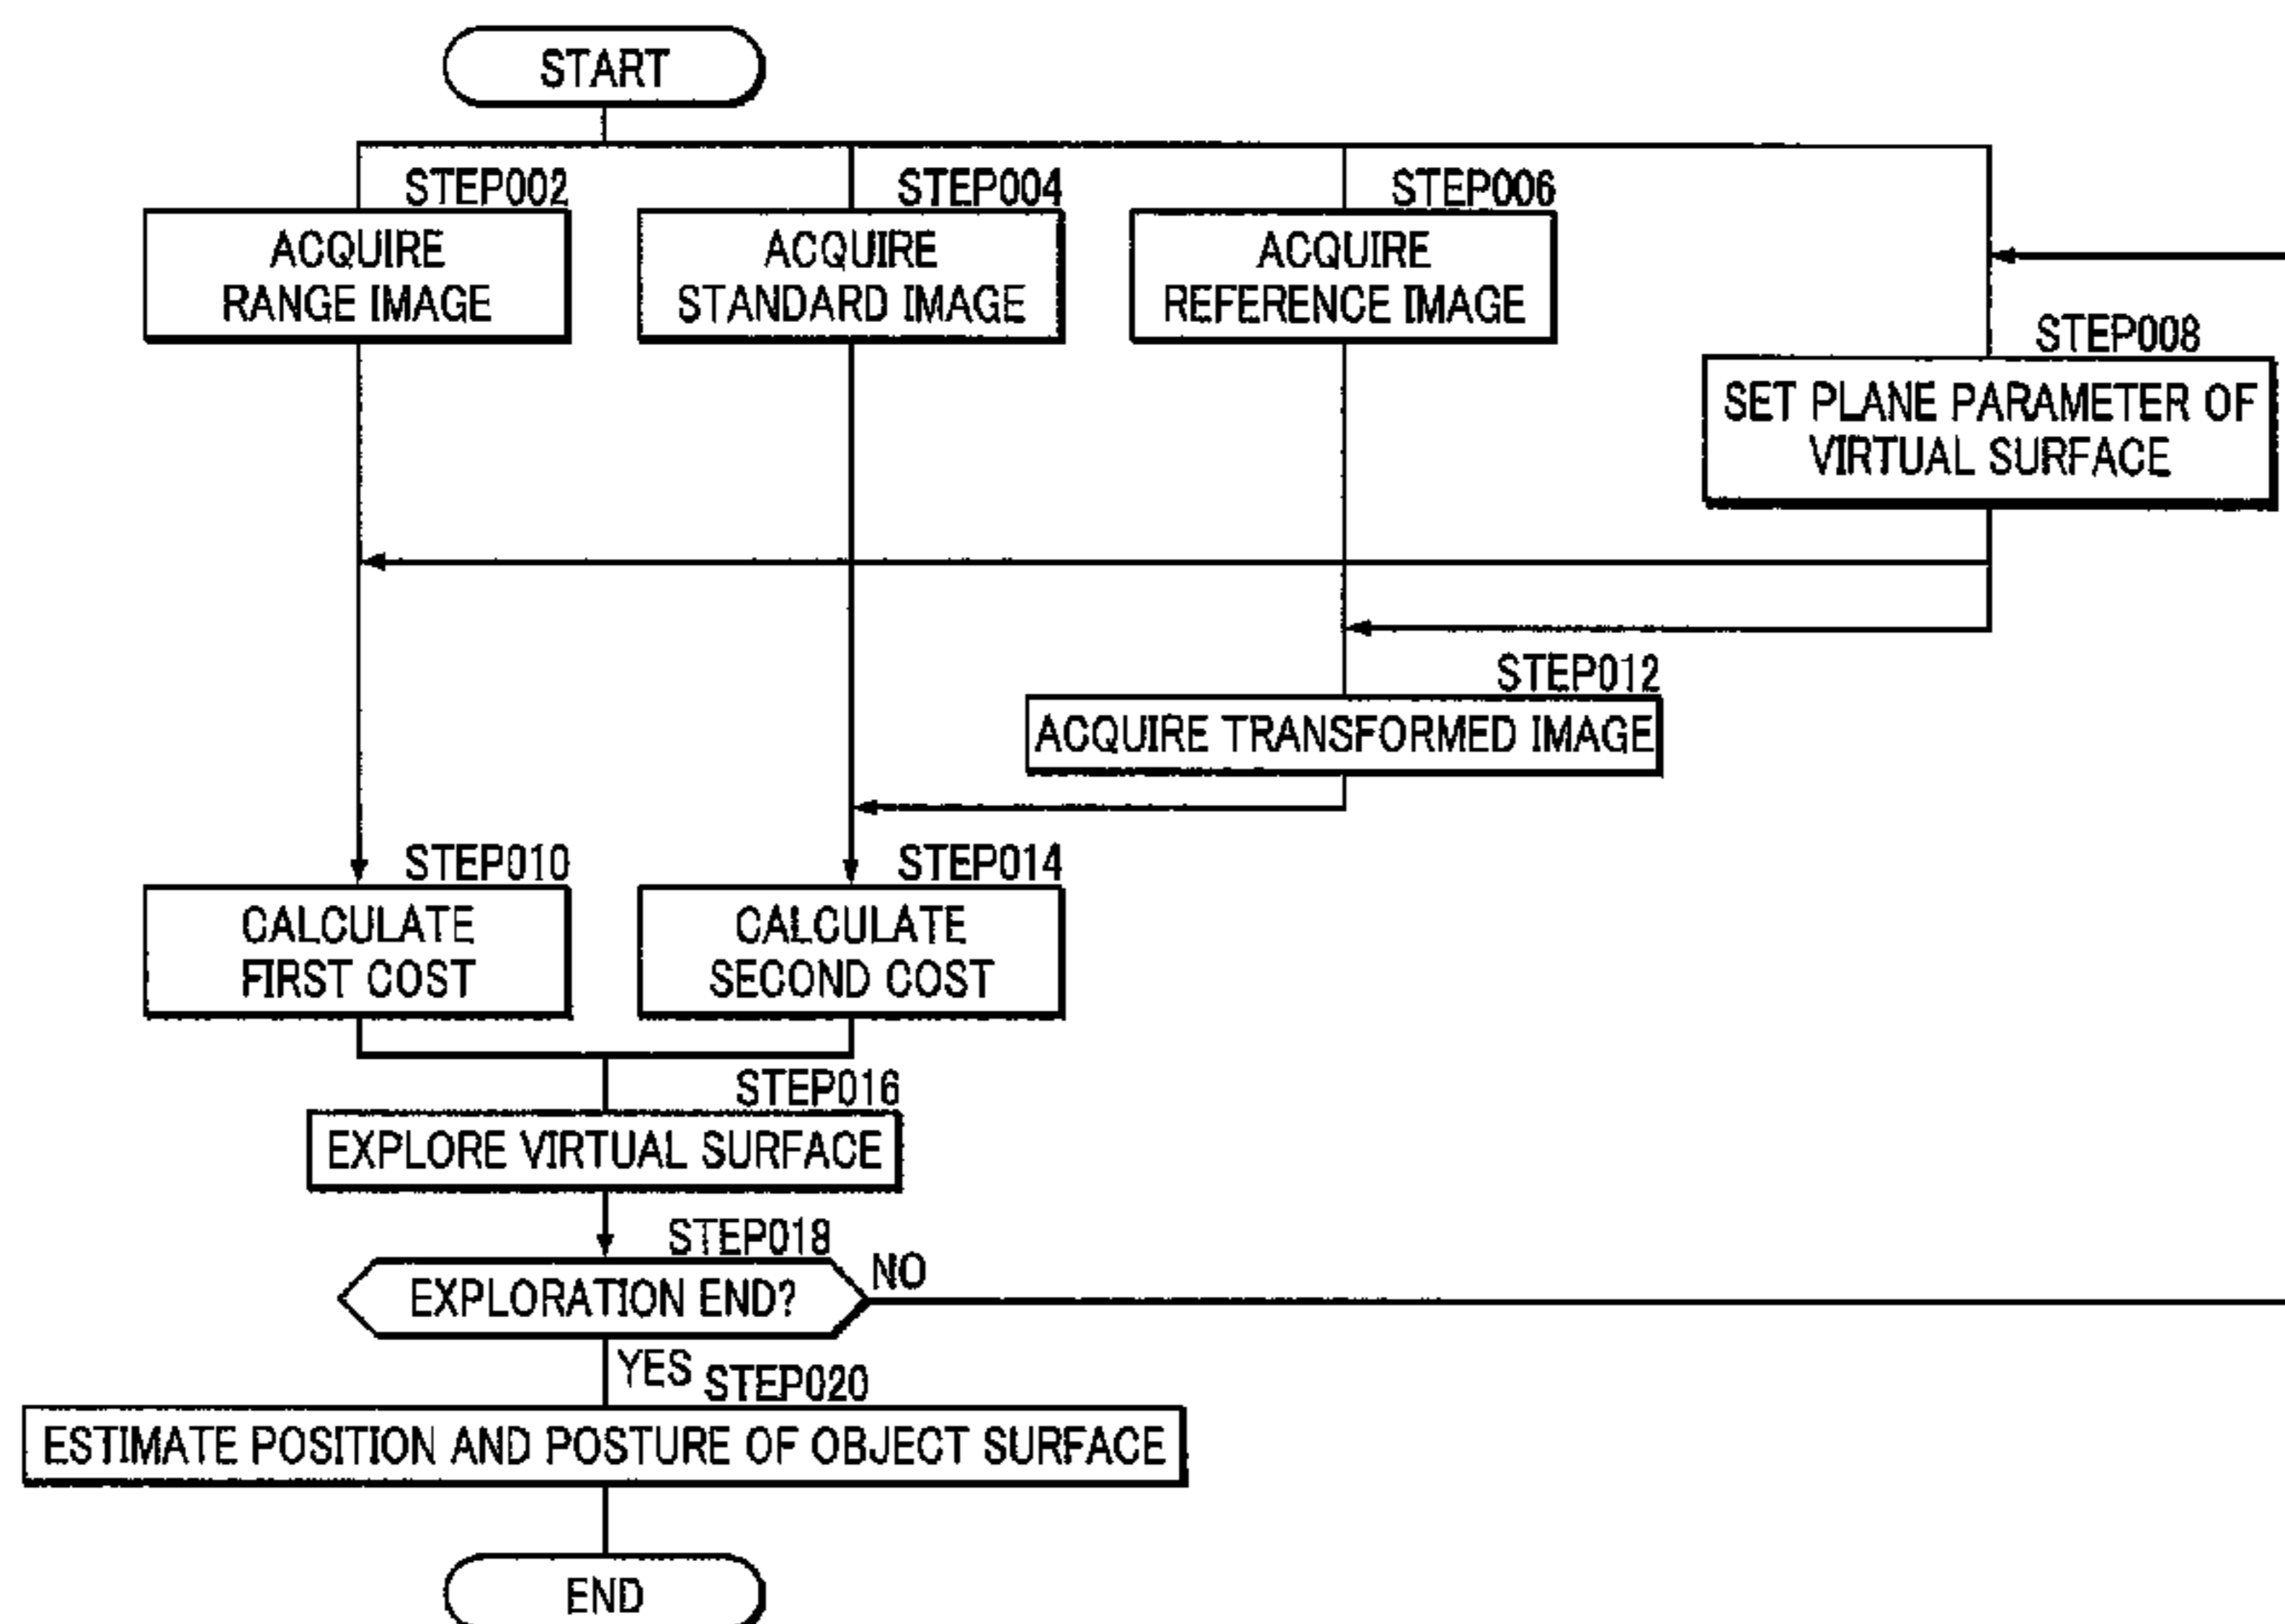 START
STEP002
ACQUIRE
RANGE IMAGE
STEP004
ACQUIRE
STANDARD IMAGE
STEP006
ACQUIRE
REFERENCE IMAGE
STEP008
SET PLANE PARAMETER OF
VIRTUAL SURFACE
STEP012
ACQUIRE TRANSFORMED IMAGE
STEP010
CALCULATE
FIRST COST
STEP014
CALCULATE
SECOND COST
STEP016
EXPLORE VIRTUAL SURFACE
STEP018
EXPLORATION END?
NO
YES
STEP020
ESTIMATE POSITION AND POSTURE OF OBJECT SURFACE
END